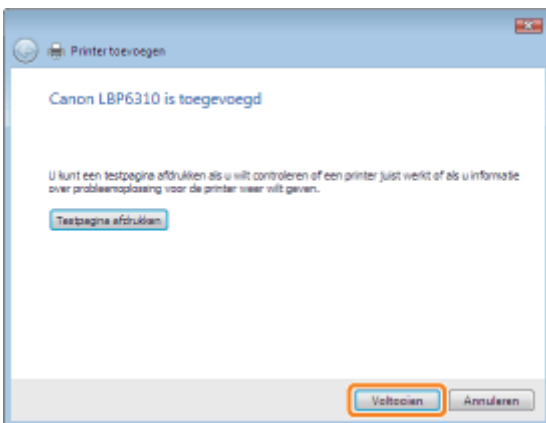 Printer toevoegen
Canon LBP6310 is toegevoegd
U kunt een testpagina afdrukken als u wilt controleren of een printer juist werkt of als u informatie
over probleemoplossing voor de printer weer wilt geven.
Testpagina afdrukken
Voltooien
Annuleren